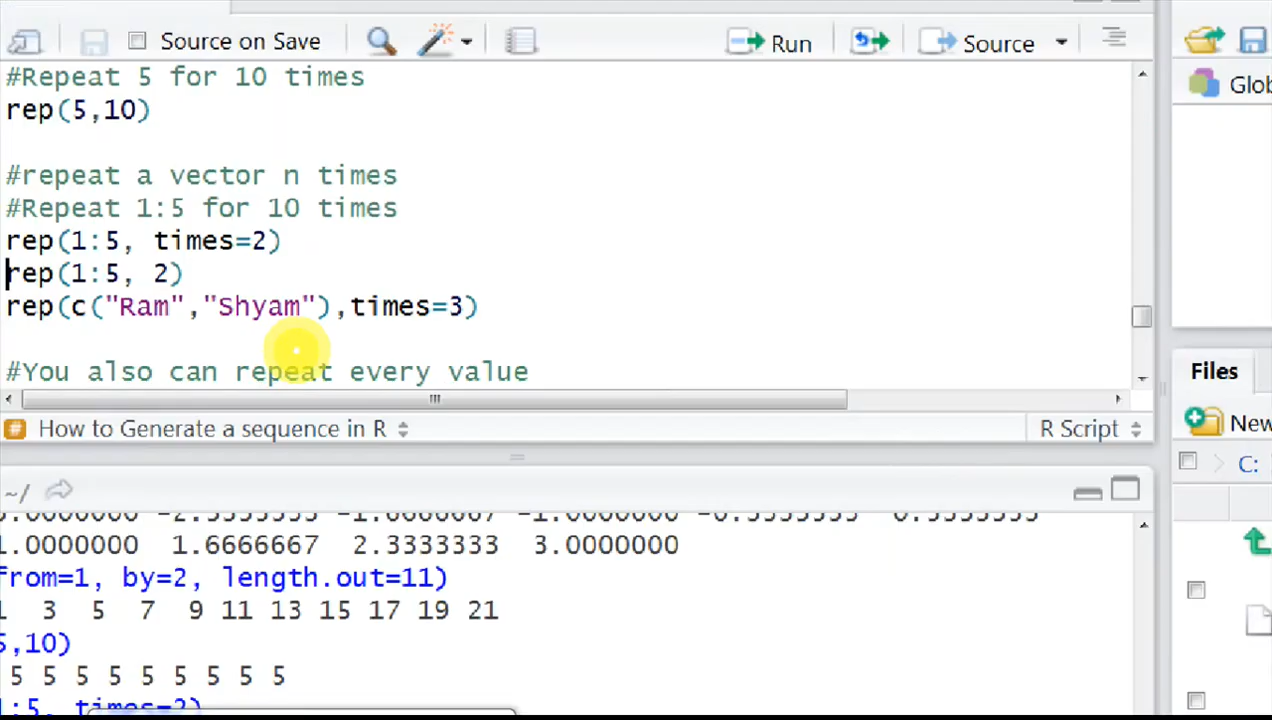 Source on Save Run Source
Glob
#Repeat 5 for 10 times
rep(5,10)
#repeat a vector n times
#Repeat 1:5 for 10 times
rep(1:5, times=2)
rep(1:5, 2)
rep(c("Ram","Shyam"),times=3)
#You also can repeat every value
Files
New
How to Generate a sequence in R R Script
C:
~/
.0000000 -2.3333333 -1.6666667 -1.0000000 -0.3333333 0.3333333
1.0000000 1.6666667 2.3333333 3.0000000
from=1, by=2, length.out=11)
1 3 5 7 9 11 13 15 17 19 21
5,10)
5 5 5 5 5 5 5 5 5
1:5, times=2)